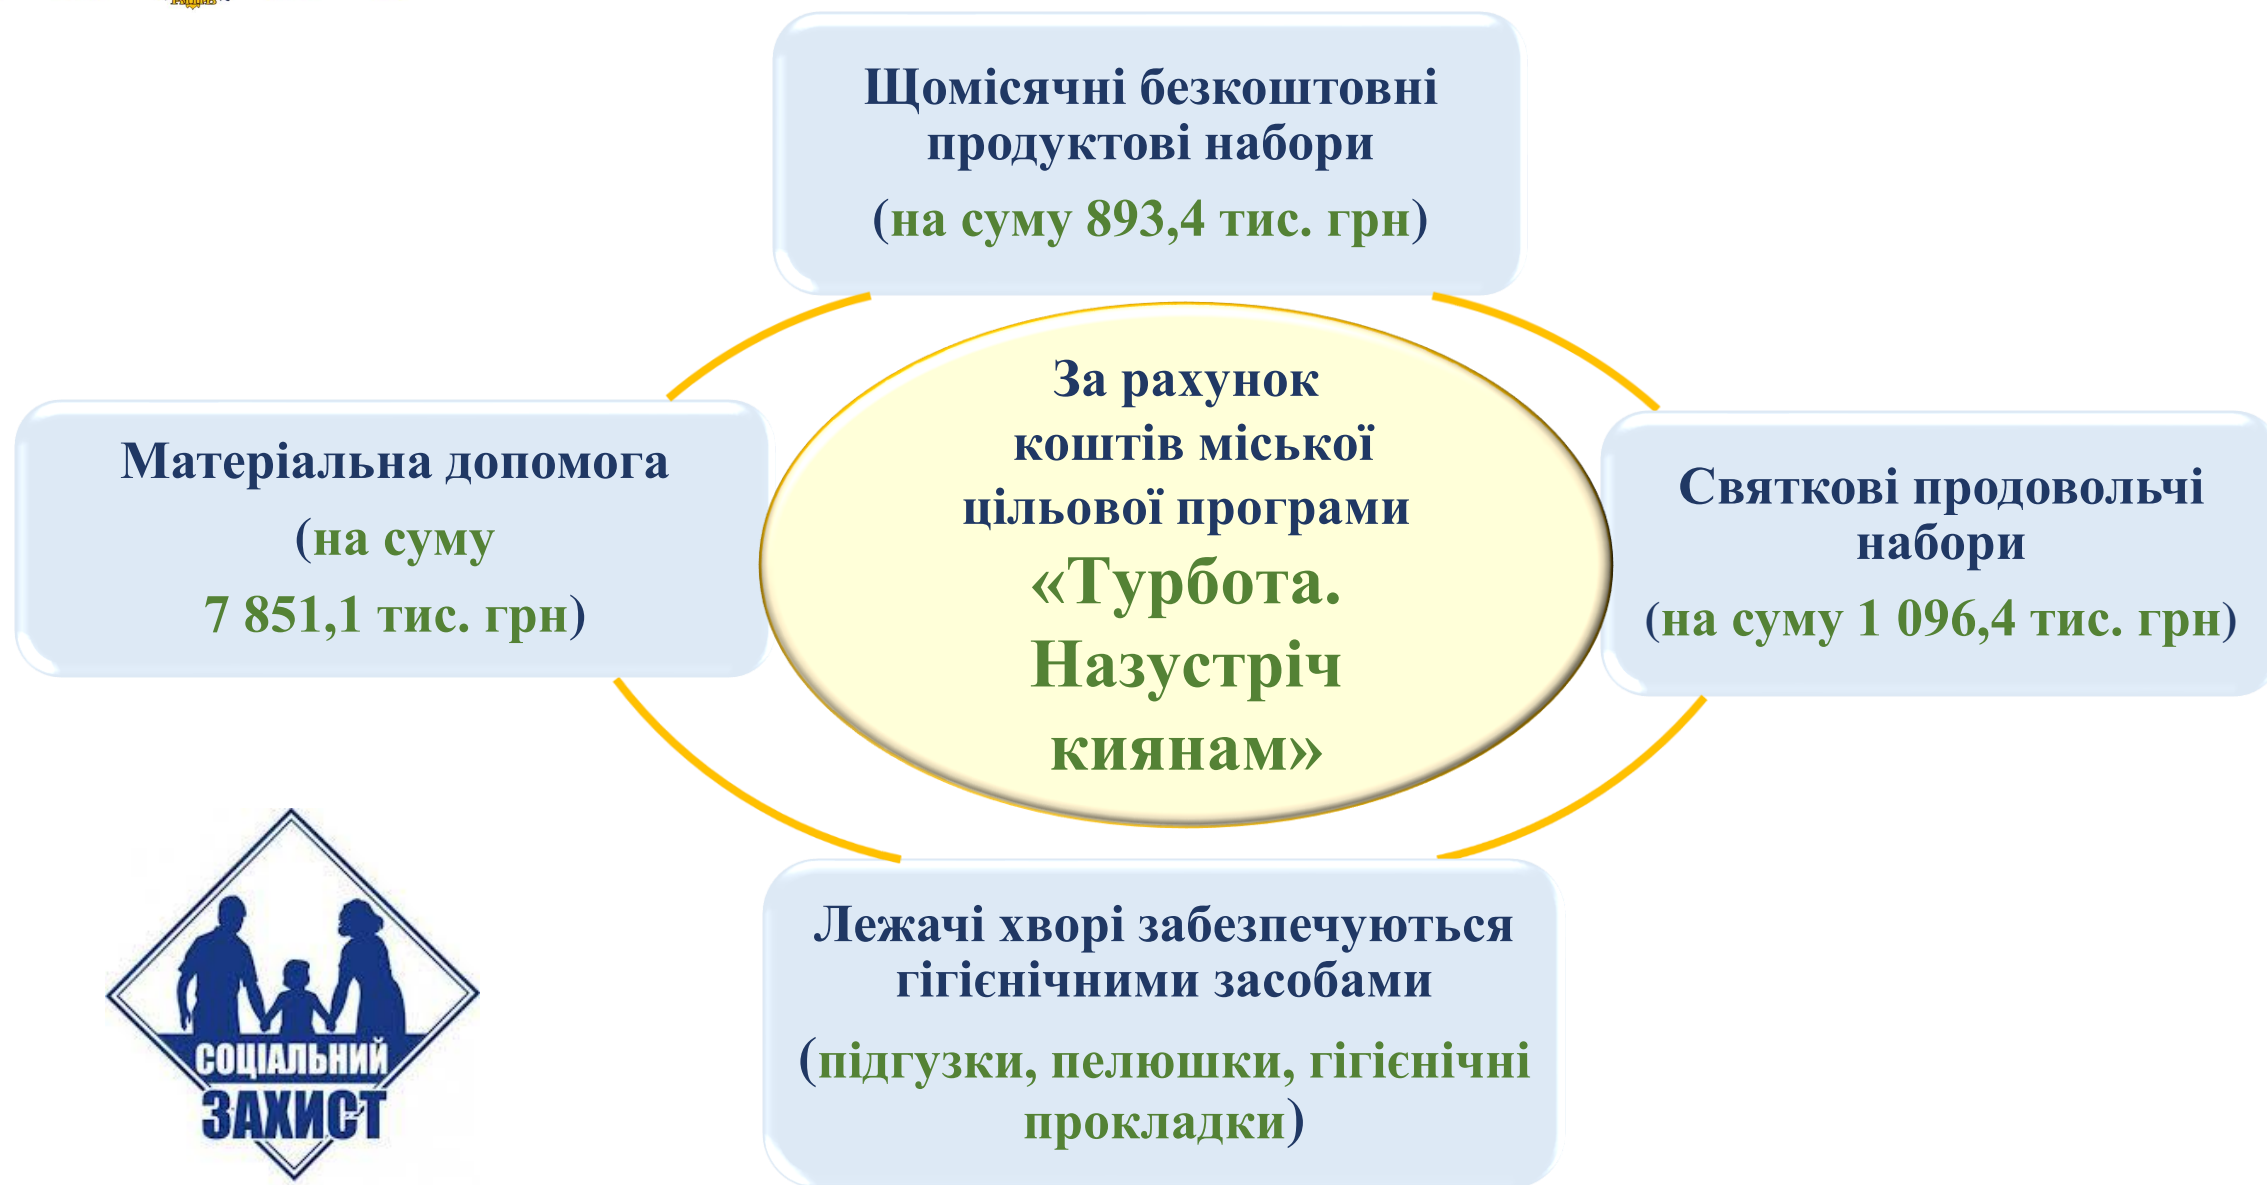 Щомісячні безкоштовні
продуктові набори
(на суму 893,4 тис. грн)
За рахунок
коштів міської
цільової програми
«Турбота.
Назустріч
киянам»
Матеріальна допомога
(на суму
7 851,1 тис. грн)
Святкові продовольчі
набори
(на суму 1 096,4 тис. грн)
Лежачі хворі забезпечуються
гігієнічними засобами
(підгузки, пелюшки, гігієнічні
прокладки)
СОЦІАЛЬНИЙ
ЗАХИСТ